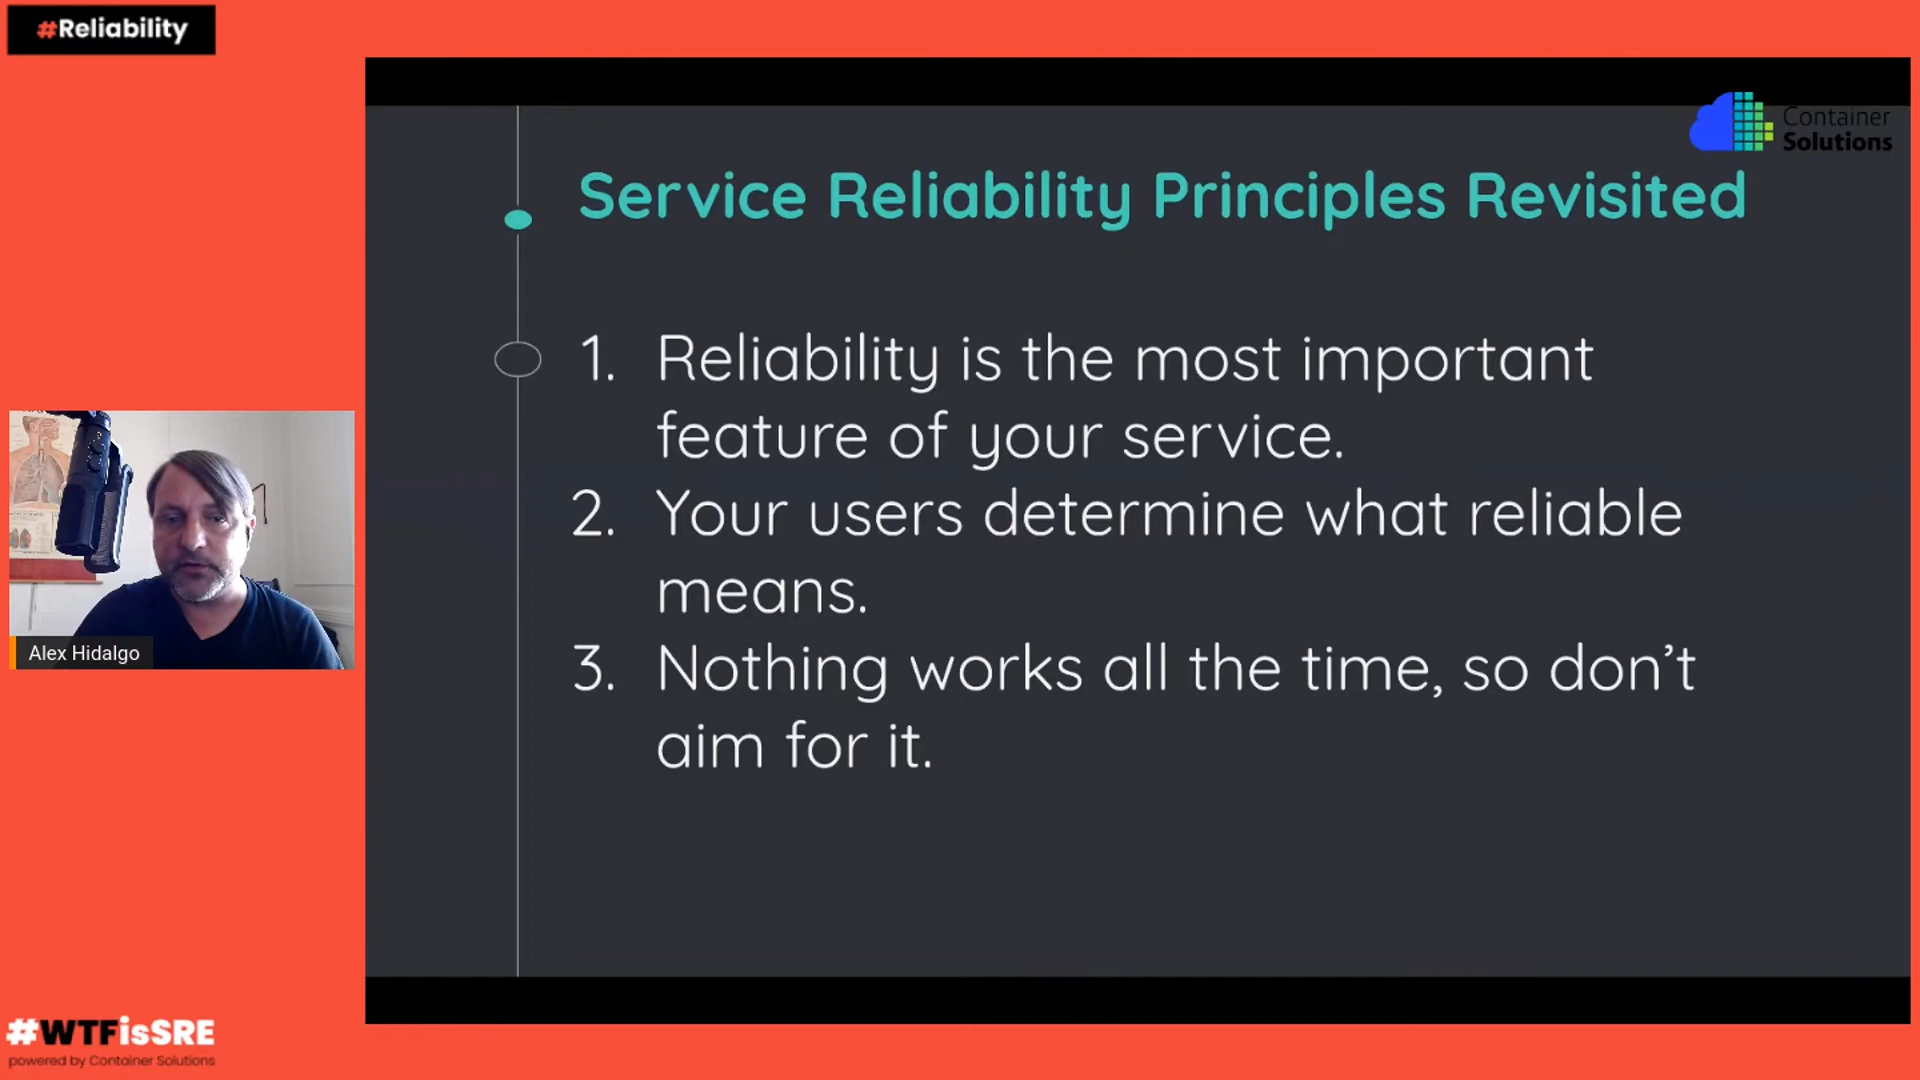 #Reliability
Container
Solutions
Service Reliability Principles Revisited
1. Reliability is the most important
feature of your service.
2. Your users determine what reliable
means.
3. Nothing works all the time, so don’t
aim for it.
Alex Hidalgo
#WTFisSRE
powered by Container Solutions